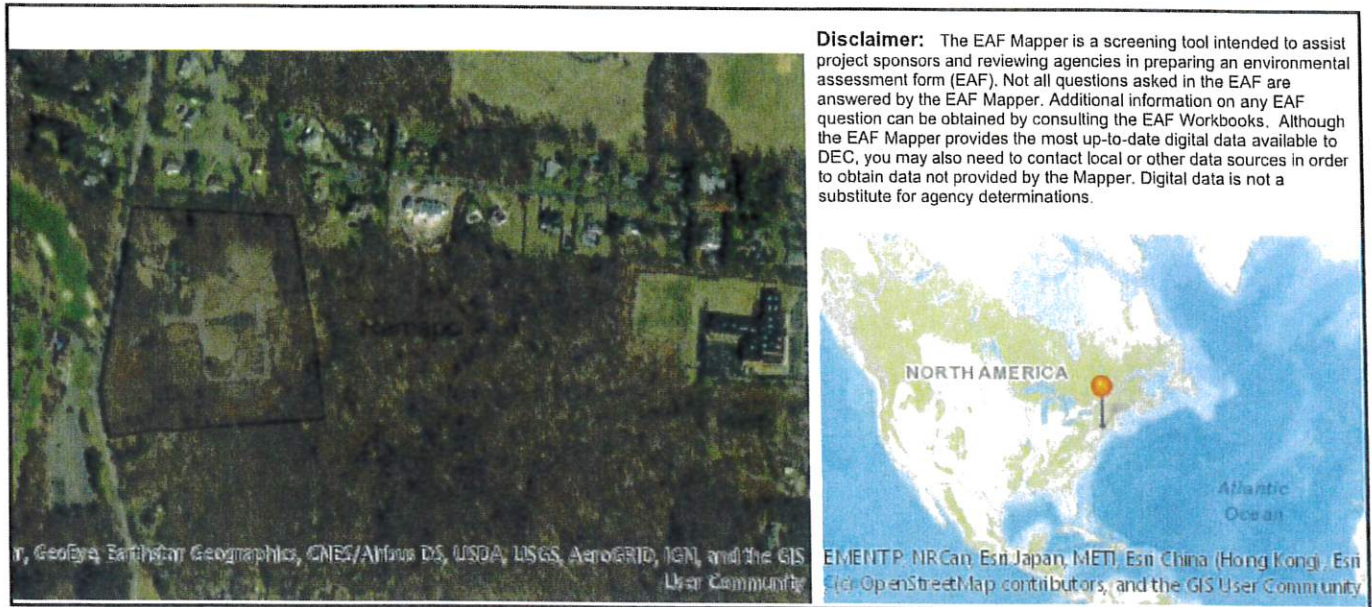 Disclaimer: The EAF Mapper is a screening tool intended to assist
project sponsors and reviewing agencies in preparing an environmental
assessment form (EAF). Not all questions asked in the EAF are
answered by the EAF Mapper. Additional information on any EAF
question can be obtained by consulting the EAF Workbooks. Although
the EAF Mapper provides the most up-to-date digital data available to
DEC, you may also need to contact local or other data sources in order
to obtain data not provided by the Mapper. Digital data is not a
substitute for agency determinations.
NORTH AMERICA
Atlantic
Ocean
r, GeoEye, Earthstar Geographics, CNES/Airbus DS, USDA, USGS, AeroGRID, IGN, and the GIS
User Community
EMENT P, NRCan, Esri Japan, METI, Esri China (Hong Kong), Esri
(c) OpenStreetMap contributors, and the GIS User Community